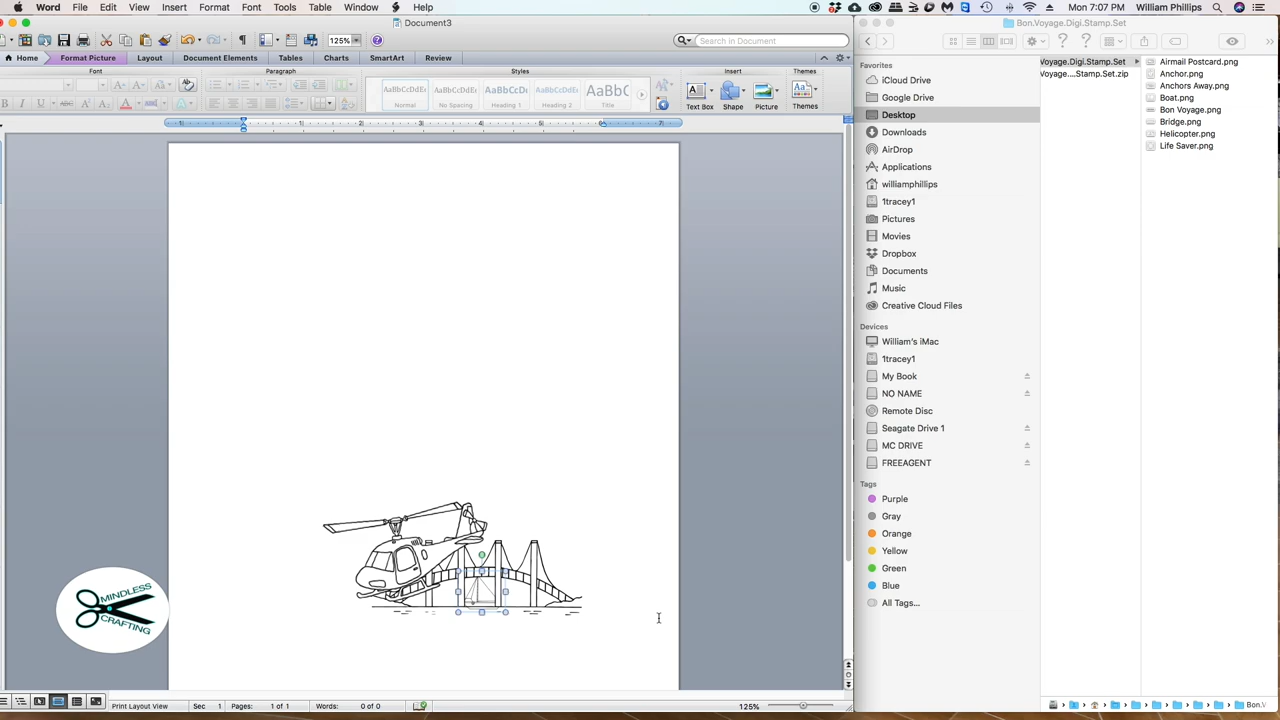 Word File Edit View Insert Format Font Tools Table Window Help
Mon 7:07 PM William Phillips
Document3
125%
Search in Document
Home Format Picture Layout Document Elements Tables Charts SmartArt Review
Font Paragraph Styles Insert Themes
AaBbCcDdEe AaBbCcDdEe AaBbCcDc AaBbCcDdEe AaBbC
Normal No Spacing Heading 1 Heading 2 Title
Text Box Shape Picture Themes
MINDLESS
CRAFTING
Print Layout View Sec 1 Pages: 1 of 1 Words: 0 of 0 125%
Bon.Voyage.Digi.Stamp.Set
Favorites
iCloud Drive
Google Drive
Desktop
Downloads
AirDrop
Applications
williamphillips
1tracey1
Pictures
Movies
Dropbox
Documents
Music
Creative Cloud Files
Devices
William's iMac
1tracey1
My Book
NO NAME
Remote Disc
Seagate Drive 1
MC DRIVE
FREEAGENT
Tags
Purple
Gray
Orange
Yellow
Green
Blue
All Tags...
Voyage.Digi.Stamp.Set
Voyage....Stamp.Set.zip
Airmail Postcard.png
Anchor.png
Anchors Away.png
Boat.png
Bon Voyage.png
Bridge.png
Helicopter.png
Life Saver.png
Bon.V